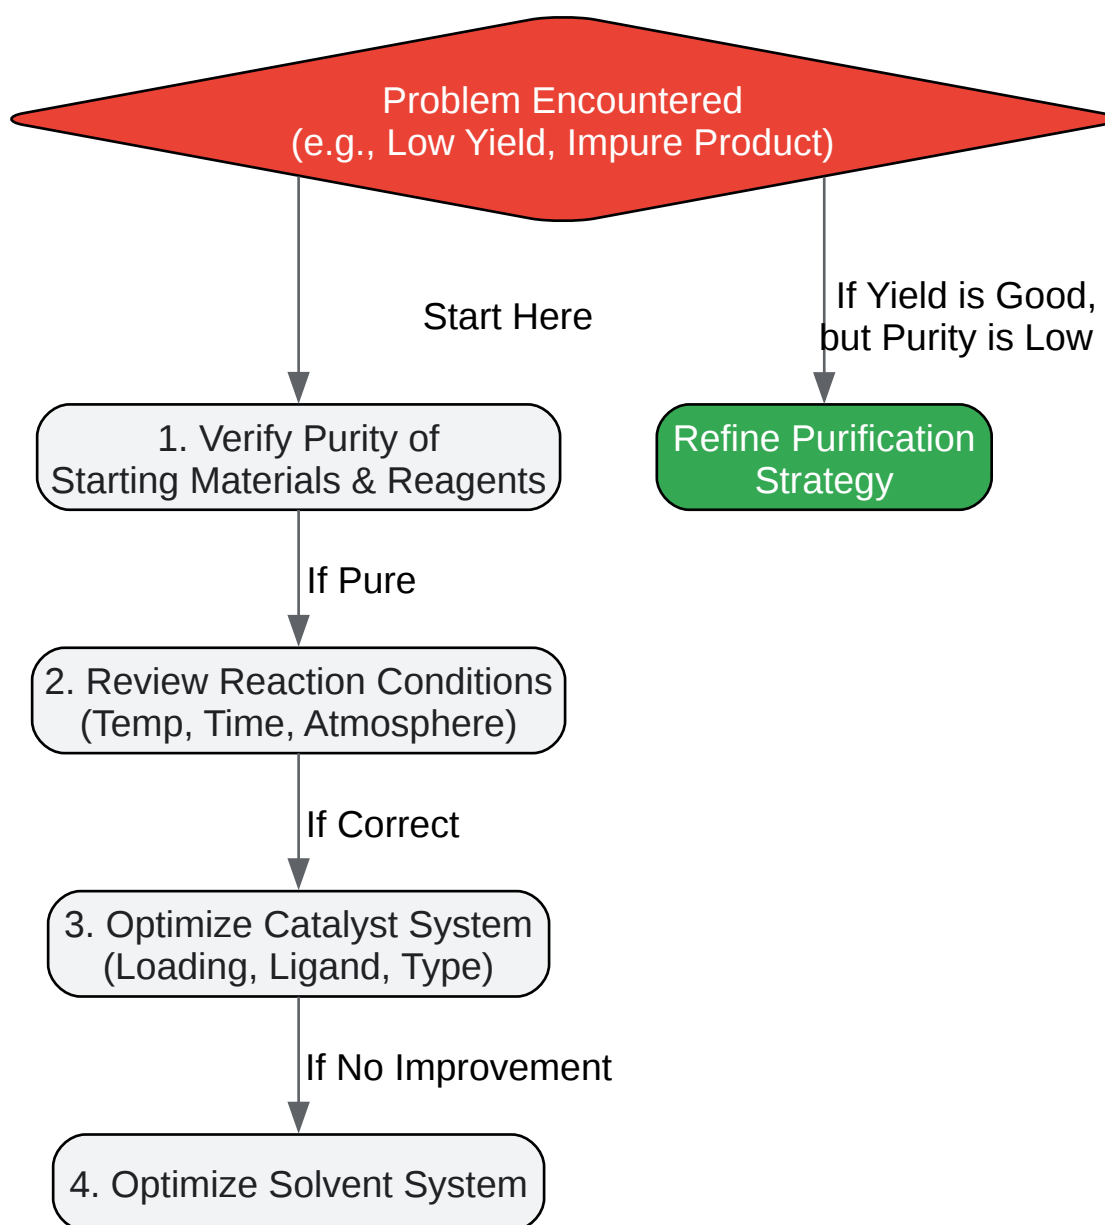 Problem Encountered
(e.g., Low Yield, Impure Product)
Start Here
If Yield is Good,
but Purity is Low
1. Verify Purity of
Starting Materials & Reagents
Refine Purification
Strategy
If Pure
2. Review Reaction Conditions
(Temp, Time, Atmosphere)
If Correct
3. Optimize Catalyst System
(Loading, Ligand, Type)
If No Improvement
4. Optimize Solvent System